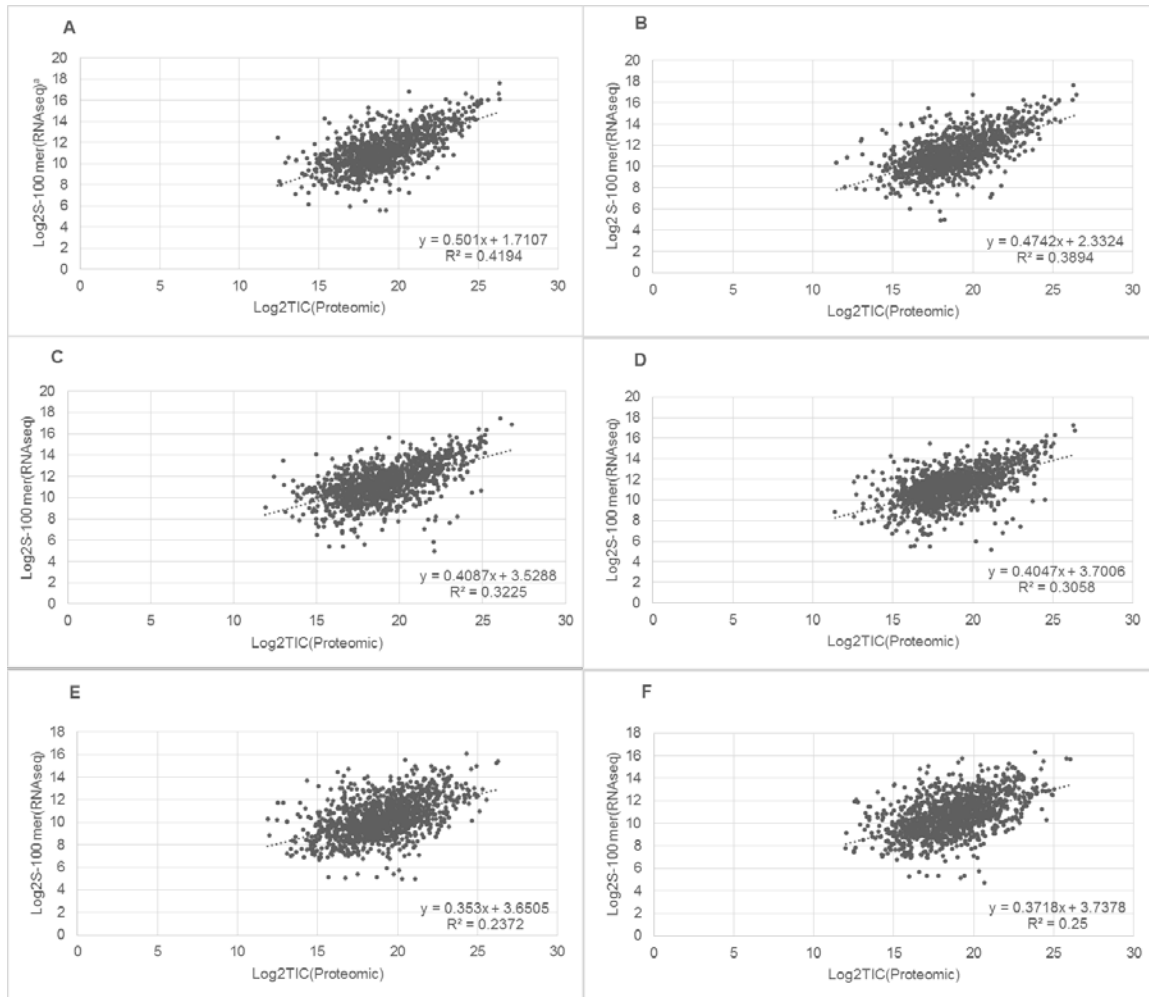 A
20
18
16
14
12
10
8
6
4
2
0
Log2S-100 mer(RNAseq)ª
y = 0.501x + 1.7107
R² = 0.4194
0 5 10 15 20 25 30
Log2TIC(Proteomic)
B
20
18
16
14
12
10
8
6
4
2
0
Log2 S-100 mer(RNAseq)
y = 0.4742x + 2.3324
R² = 0.3894
0 5 10 15 20 25 30
Log2TIC(Proteomic)
C
20
18
16
14
12
10
8
6
4
2
0
Log2S-100 mer(RNAseq)
y = 0.4087x + 3.5288
R² = 0.3225
0 5 10 15 20 25 30
Log2TIC(Proteomic)
D
20
18
16
14
12
10
8
6
4
2
0
Log2S-100 mer(RNAseq)
y = 0.4047x + 3.7006
R² = 0.3058
0 5 10 15 20 25 30
Log2TIC(Proteomic)
E
18
16
14
12
10
8
6
4
2
0
Log2S-100 mer(RNAseq)
y = 0.353x + 3.6505
R² = 0.2372
0 5 10 15 20 25 30
Log2TIC(Proteomic)
F
18
16
14
12
10
8
6
4
2
0
Log2S-100 mer(RNAseq)
y = 0.3718x + 3.7378
R² = 0.25
0 5 10 15 20 25 30
Log2TIC(Proteomic)